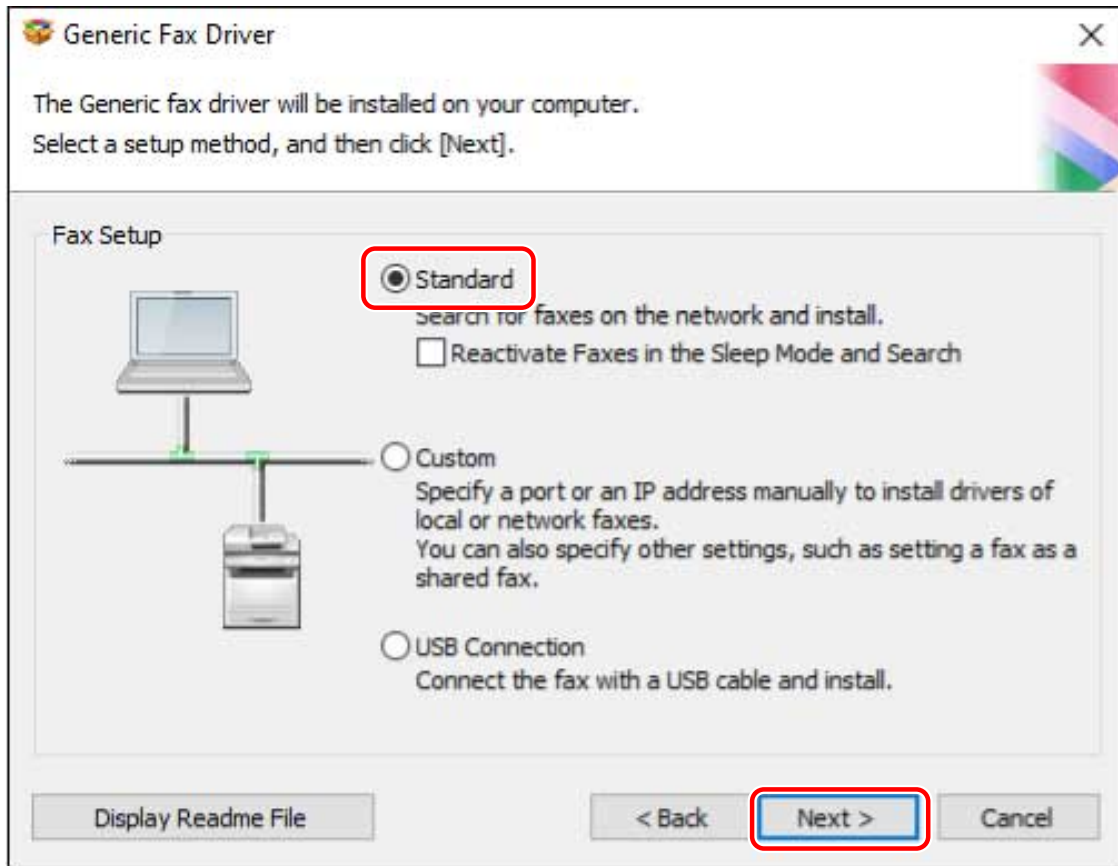 Generic Fax Driver
The Generic fax driver will be installed on your computer.
Select a setup method, and then click [Next].
Fax Setup
Standard
Search for faxes on the network and install.
Reactivate Faxes in the Sleep Mode and Search
Custom
Specify a port or an IP address manually to install drivers of
local or network faxes.
You can also specify other settings, such as setting a fax as a
shared fax.
USB Connection
Connect the fax with a USB cable and install.
Display Readme File
< Back
Next >
Cancel